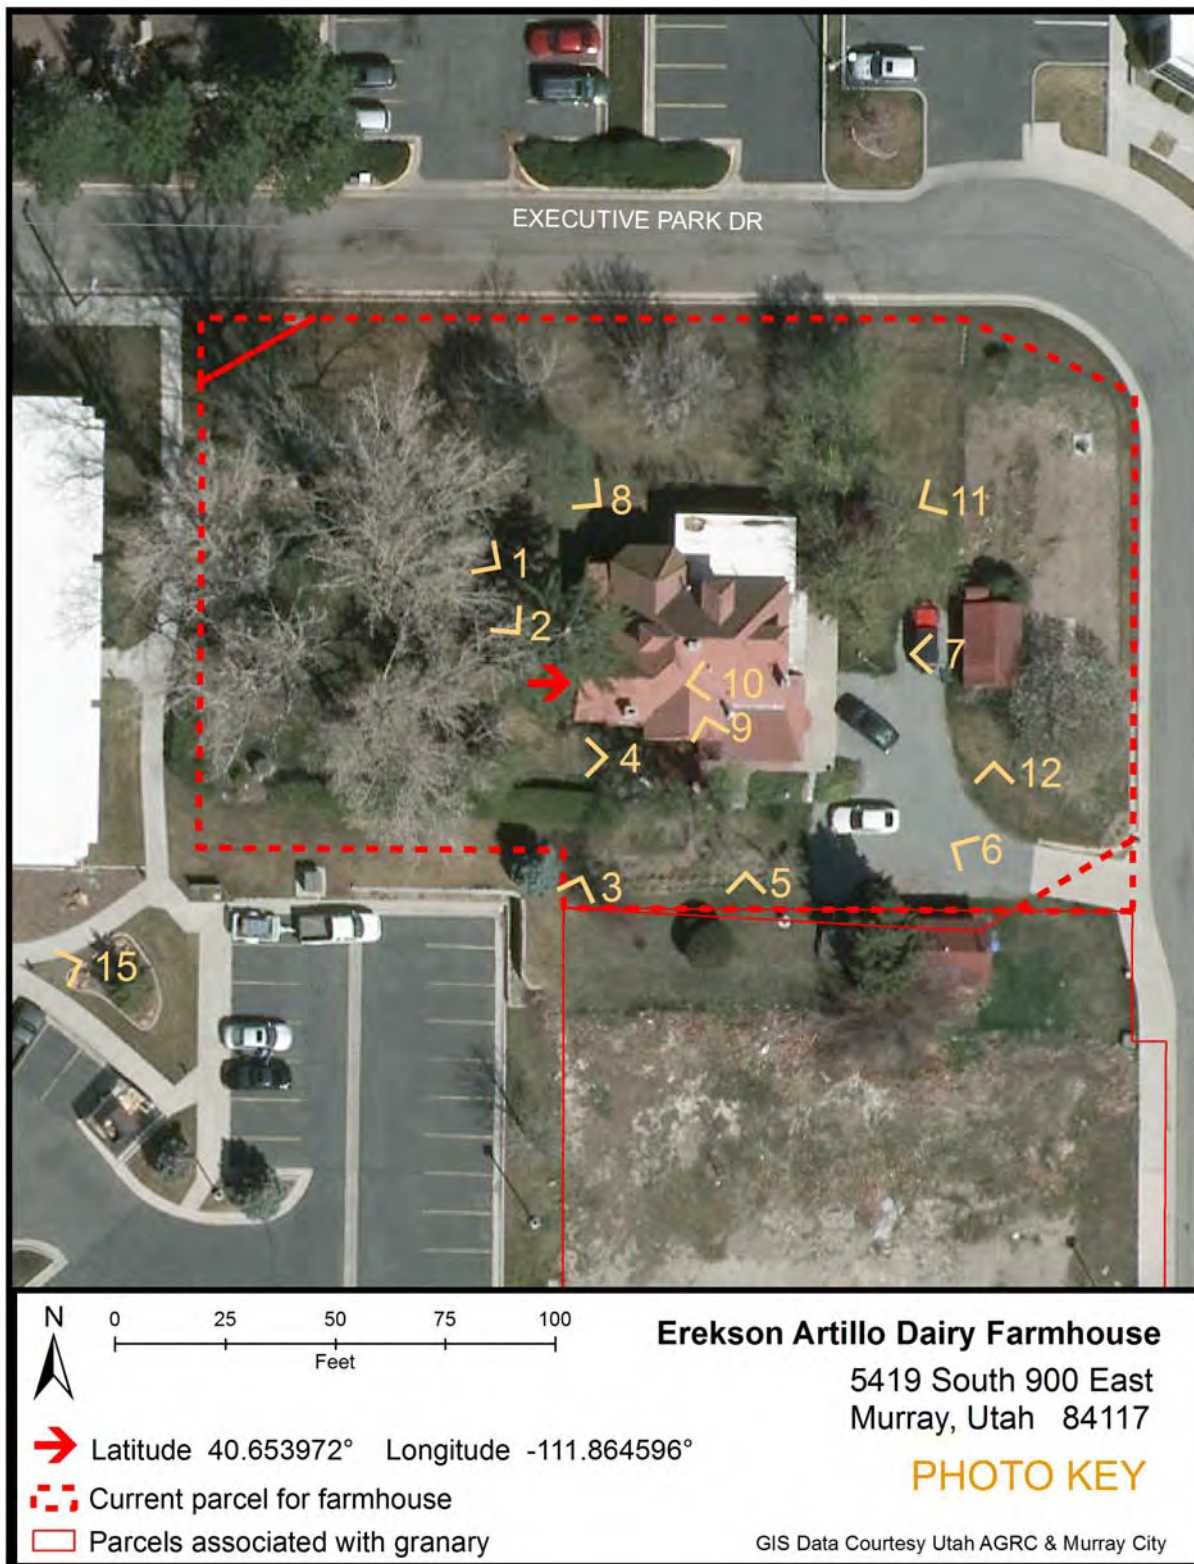 EXECUTIVE PARK DR
8
11
1
2
7
10
9
4
12
6
3
5
15
N
0 25 50 75 100
Feet
Erekson Artillo Dairy Farmhouse
5419 South 900 East
Murray, Utah 84117
Latitude 40.653972° Longitude -111.864596°
PHOTO KEY
Current parcel for farmhouse
Parcels associated with granary
GIS Data Courtesy Utah AGRC & Murray City